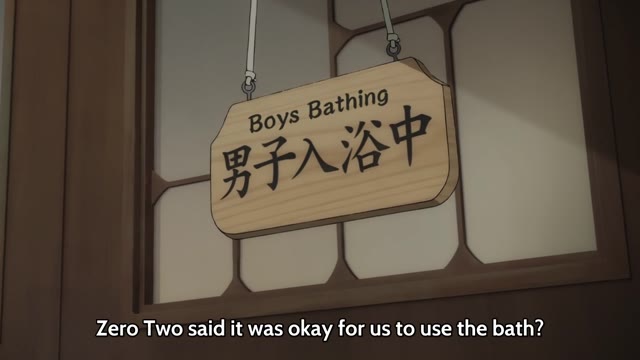 Boys Bathing
男子入浴中
Zero Two said it was okay for us to use the bath?